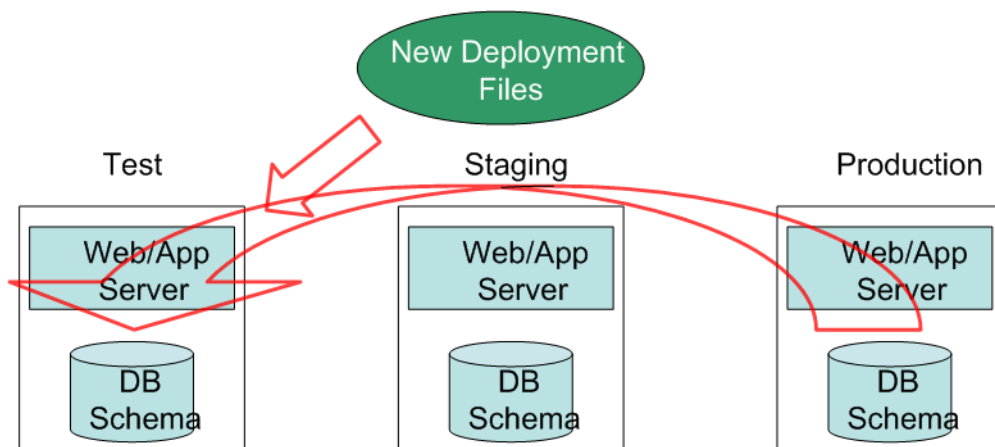 New Deployment
Files
Test
Staging
Production
Web/App
Server
Web/App
Server
Web/App
Server
DB
Schema
DB
Schema
DB
Schema